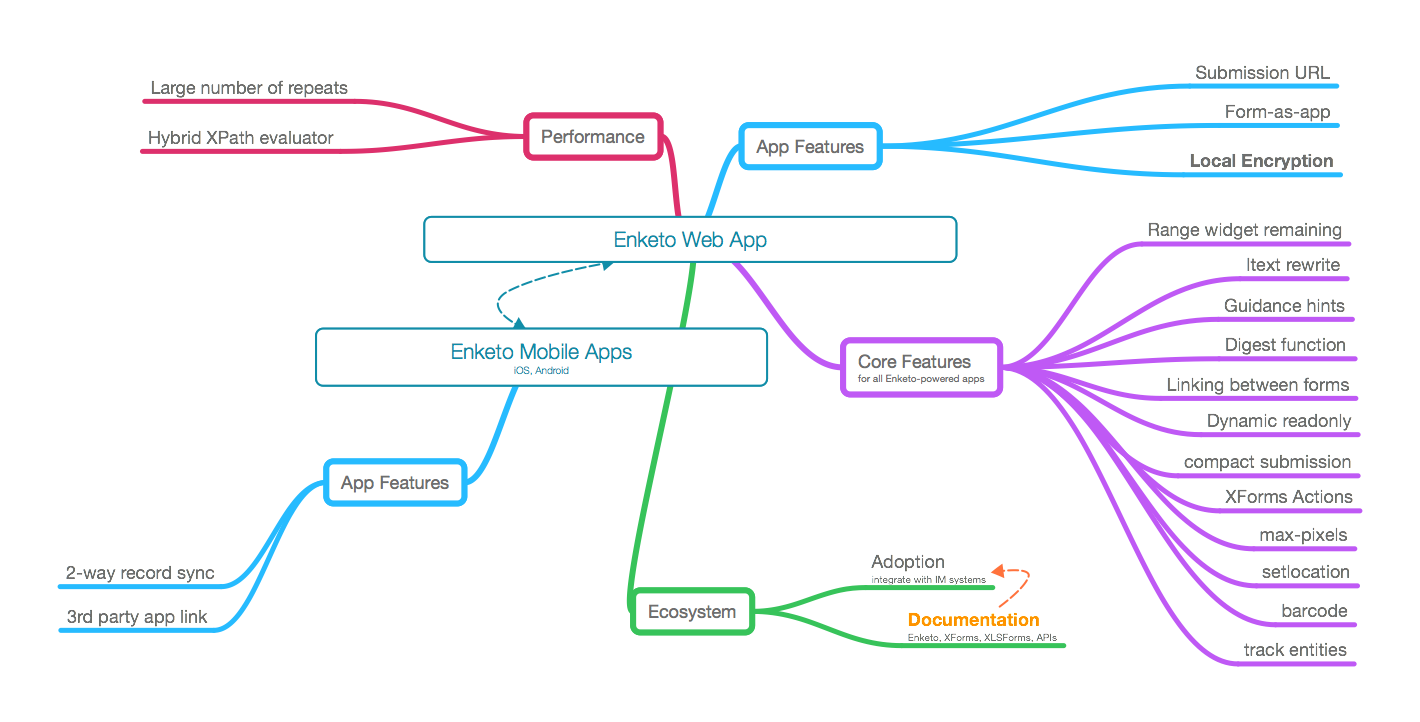 Large number of repeats
Hybrid XPath evaluator
Performance
App Features
Submission URL
Form-as-app
Local Encryption
Enketo Web App
Enketo Mobile Apps
iOS, Android
Core Features
for all Enketo-powered apps
Range widget remaining
Itext rewrite
Guidance hints
Digest function
Linking between forms
Dynamic readonly
compact submission
XForms Actions
max-pixels
setlocation
barcode
track entities
App Features
2-way record sync
3rd party app link
Ecosystem
Adoption
integrate with IM systems
Documentation
Enketo, XForms, XLSForms, APIs